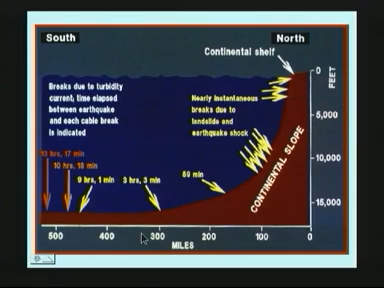 South
North
Continental shelf
Breaks due to turbidity
current, time elapsed
between earthquake
and each cable break
is indicated
Nearly instantaneous
breaks due to
landslide and
earthquake shock
0
5,000
10,000
15,000
FEET
CONTINENTAL SLOPE
13 hrs, 17 min
10 hrs, 18 min
9 hrs, 1 min
3 hrs, 3 min
59 min
500
400
300
200
100
0
MILES